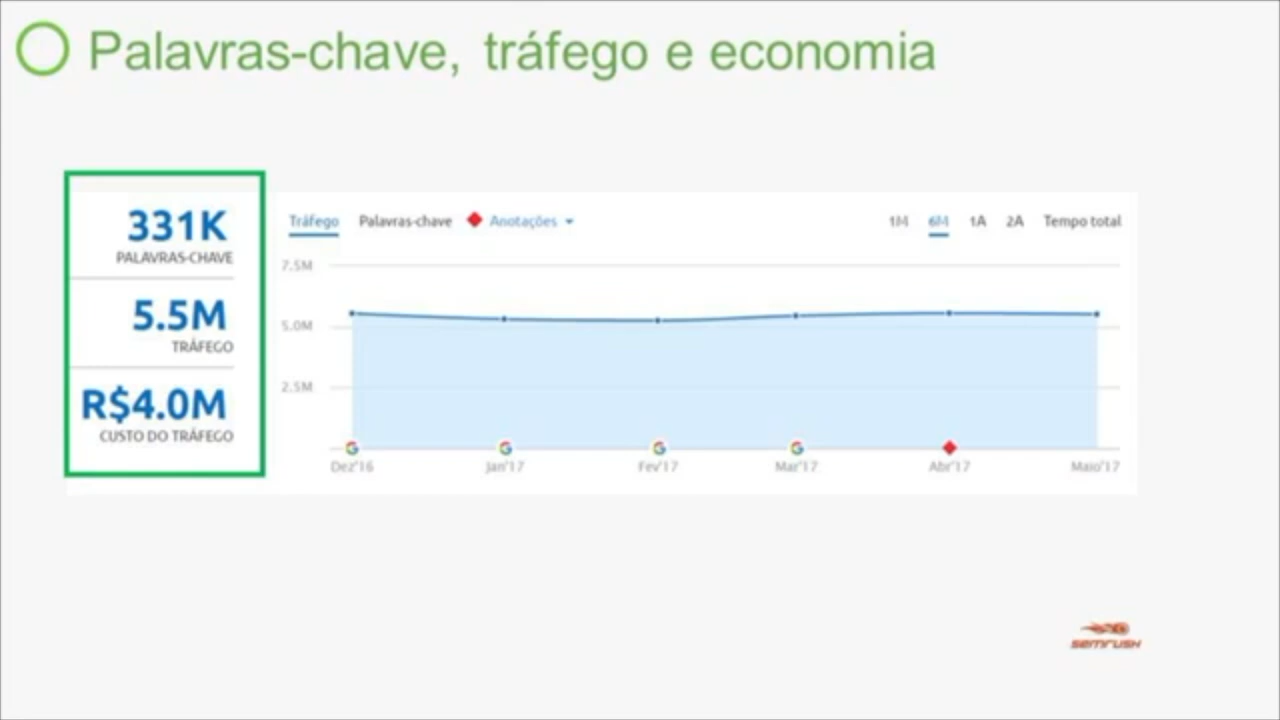 Palavras-chave, tráfego e economia
331K
PALAVRAS-CHAVE
5.5M
TRÁFEGO
R$4.0M
CUSTO DO TRÁFEGO
Tráfego Palavras-chave Anotações 1M 6M 1A 2A Tempo total
7.5M
5.0M
2.5M
Dez'16 Jan'17 Fev'17 Mar'17 Abr'17 Maio'17
semrush